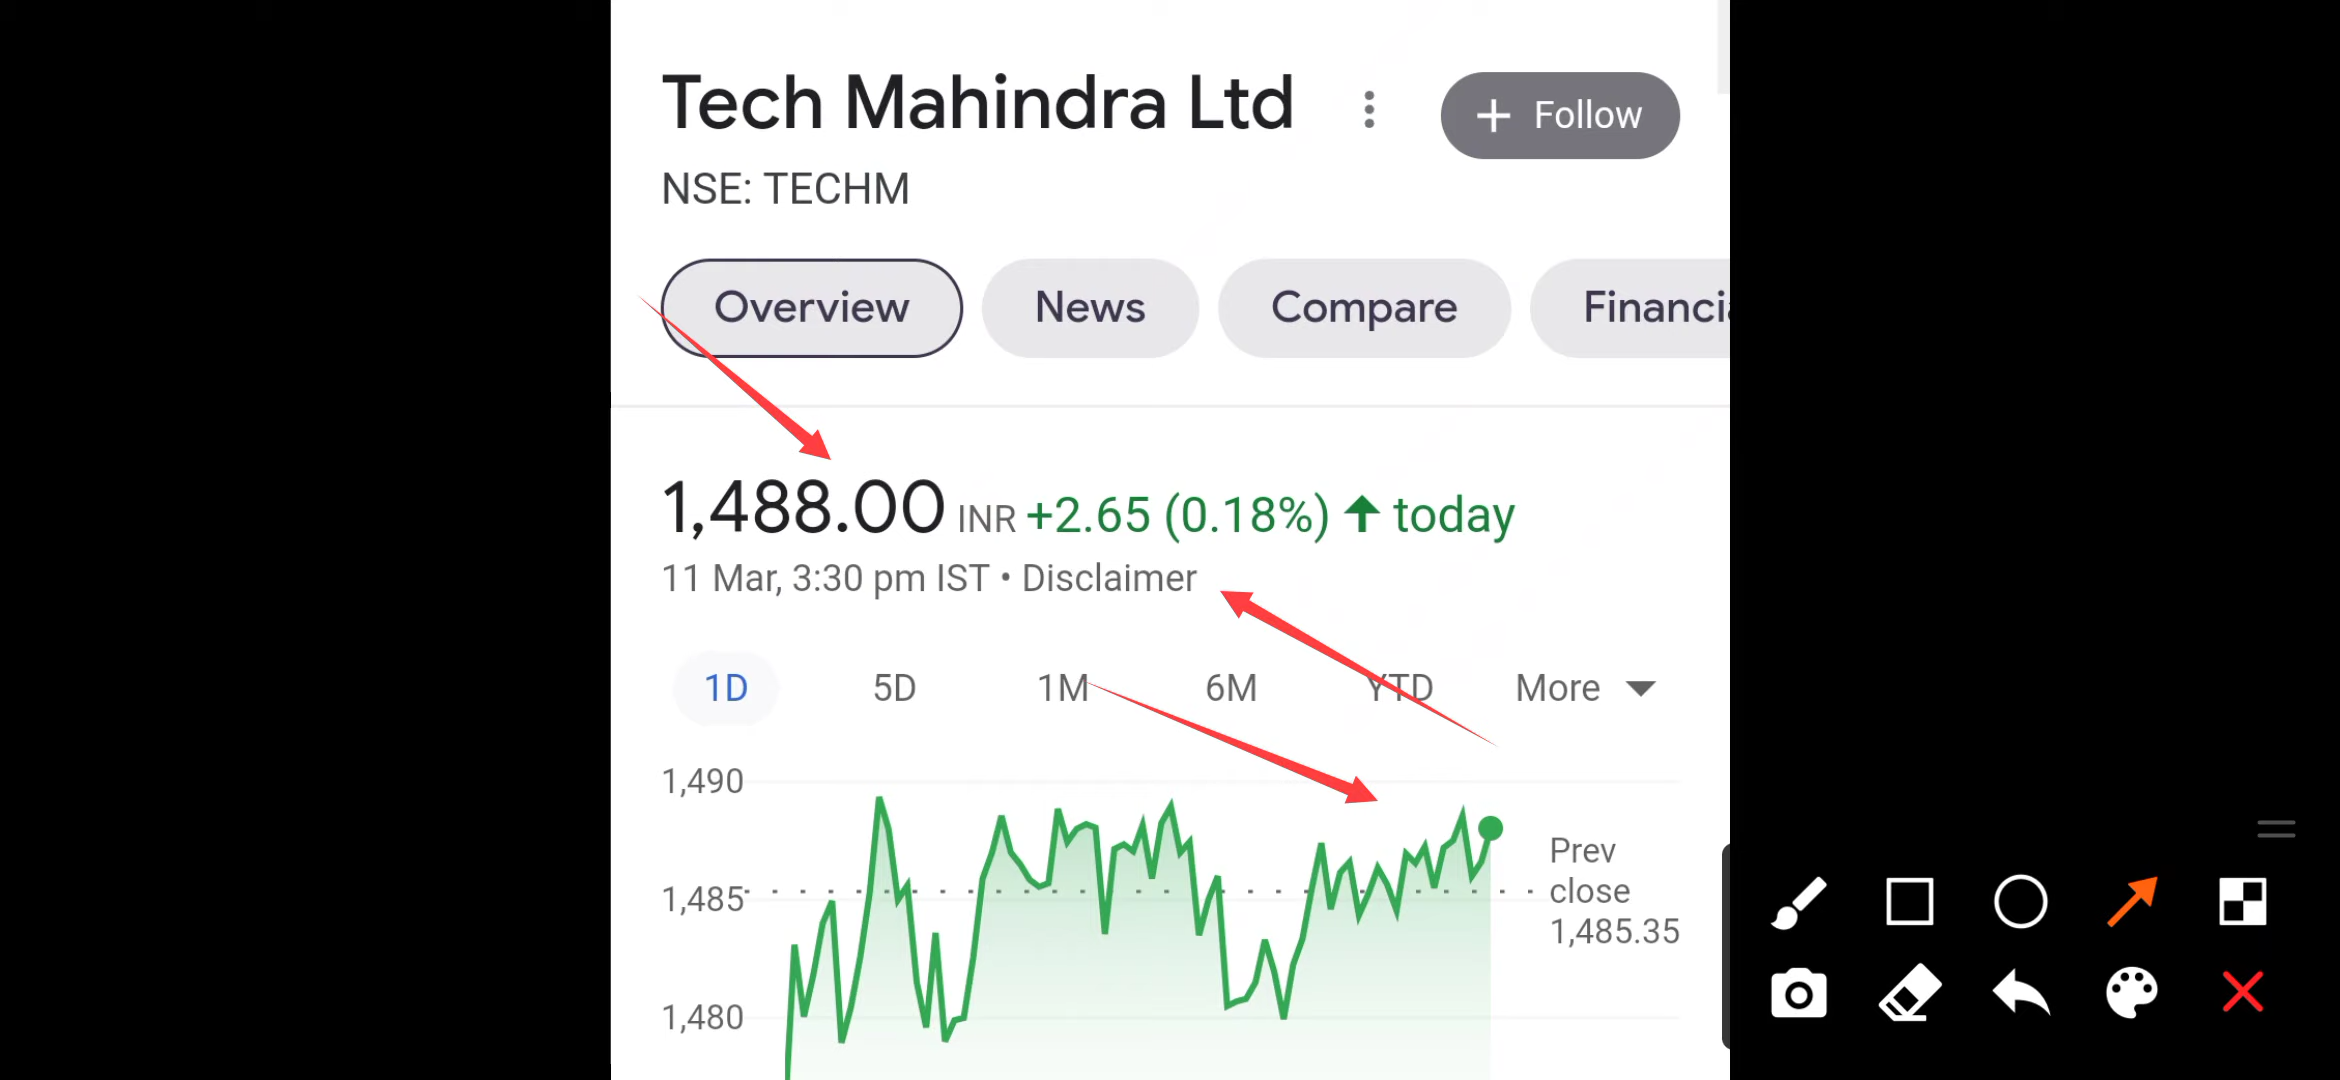 Tech Mahindra Ltd
+ Follow
NSE: TECHM
Overview News Compare Financi
1,488.00 INR +2.65 (0.18%) ↑ today
11 Mar, 3:30 pm IST • Disclaimer
1D 5D 1M 6M YTD More
1,490
1,485
1,480
Prev
close
1,485.35